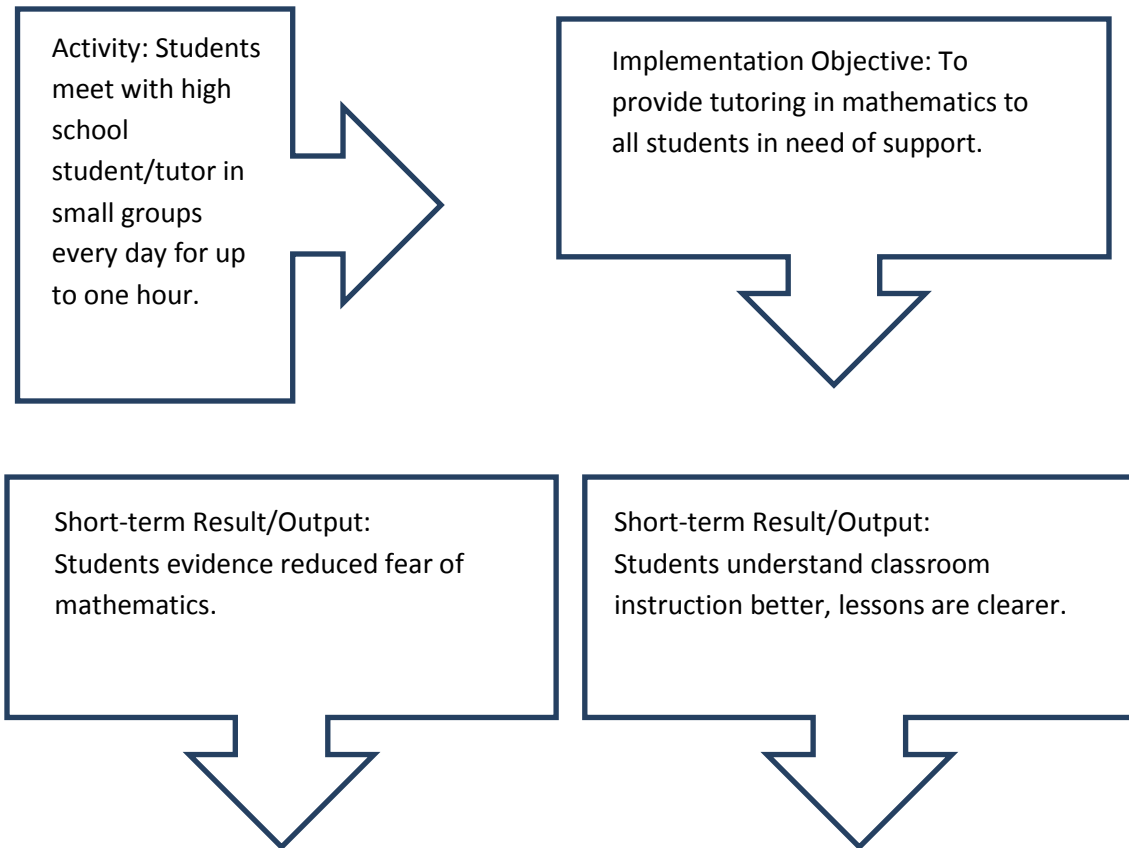 Activity: Students
meet with high
school
student/tutor in
small groups
every day for up
to one hour.
Implementation Objective: To
provide tutoring in mathematics to
all students in need of support.
Short-term Result/Output:
Students evidence reduced fear of
mathematics.
Short-term Result/Output:
Students understand classroom
instruction better, lessons are clearer.